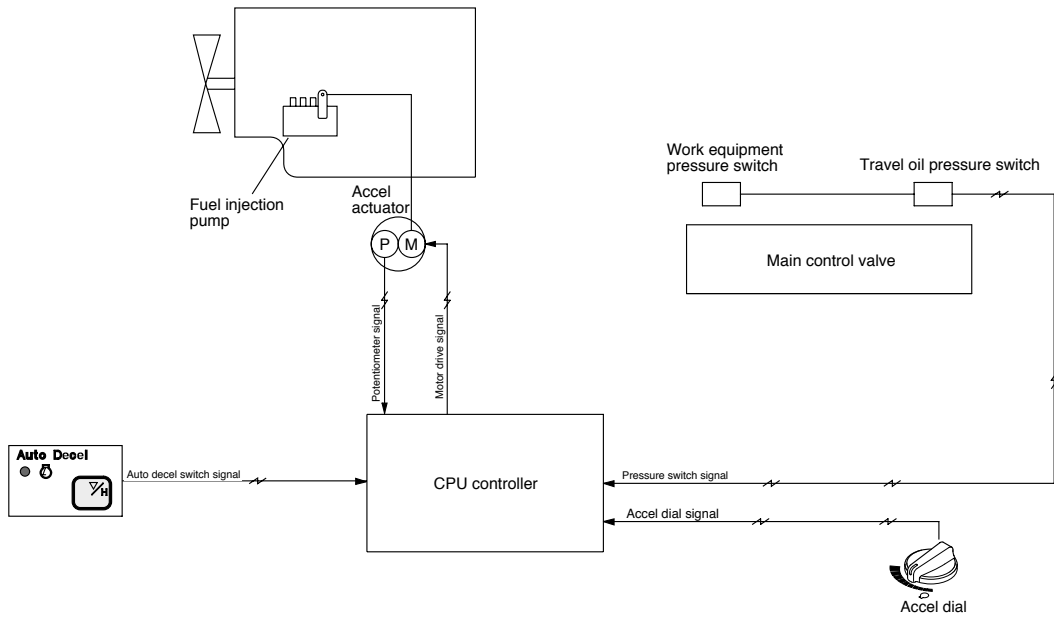 Fuel injection
pump
Accel
actuator
P
M
Work equipment
pressure switch
Travel oil pressure switch
Main control valve
Potentiometer signal
Motor drive signal
Auto Decel
H
Auto decel switch signal
CPU controller
Pressure switch signal
Accel dial signal
Accel dial